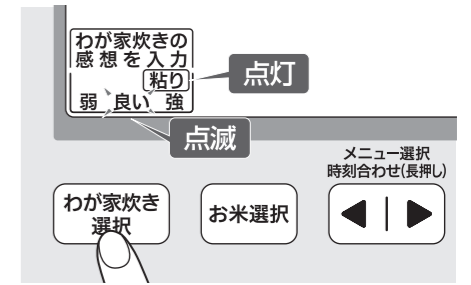 わが家炊きの
感想を入力
粘り
点灯
弱 良い 強
点滅
メニュー選択
時刻合わせ(長押し)
わが家炊き
選択
お米選択